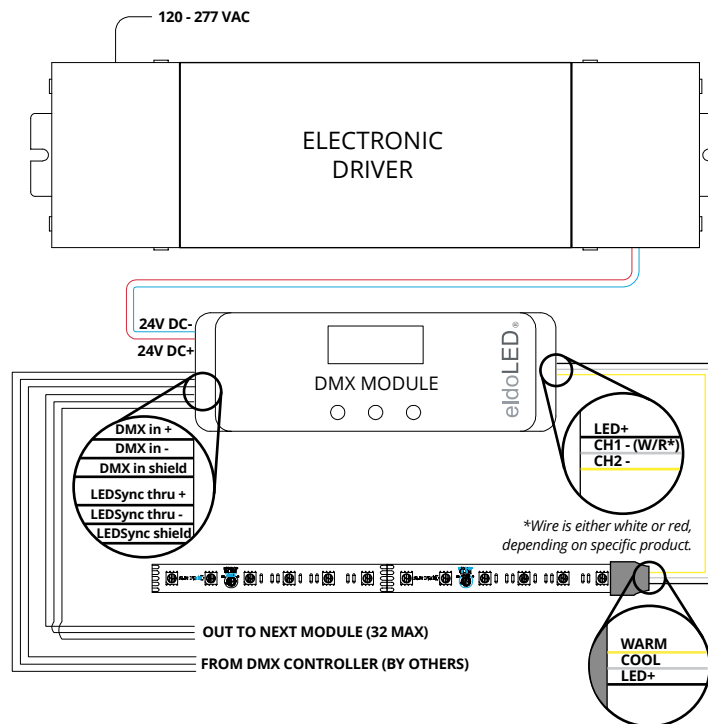 120 - 277 VAC
ELECTRONIC
DRIVER
24V DC-
24V DC+
DMX MODULE
eldoLED®
DMX in +
DMX in -
DMX in shield
LEDSync thru +
LEDSync thru -
LEDSync shield
LED+
CH1 - (W/R*)
CH2 -
*Wire is either white or red,
depending on specific product.
OUT TO NEXT MODULE (32 MAX)
FROM DMX CONTROLLER (BY OTHERS)
WARM
COOL
LED+